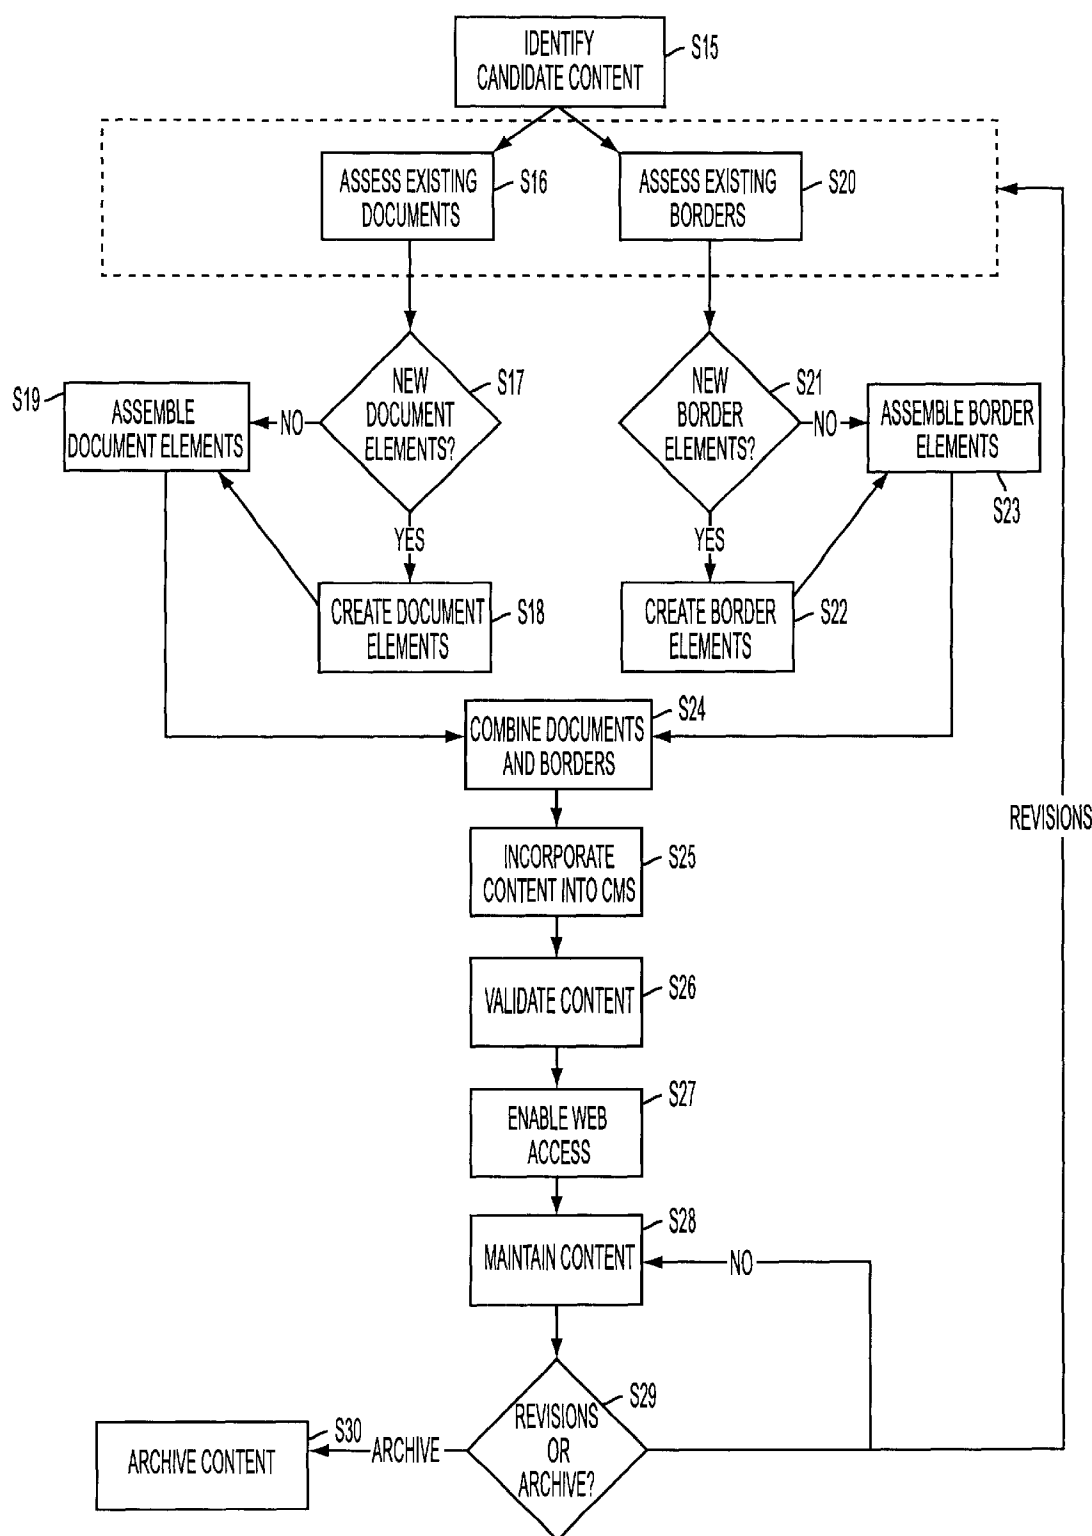 IDENTIFY
CANDIDATE CONTENT
S15
ASSESS EXISTING
DOCUMENTS
S16
ASSESS EXISTING
BORDERS
S20
NEW
DOCUMENT
ELEMENTS?
S17
NEW
BORDER
ELEMENTS?
S21
S19
ASSEMBLE
DOCUMENT ELEMENTS
NO
NO
ASSEMBLE BORDER
ELEMENTS
S23
YES
YES
CREATE DOCUMENT
ELEMENTS
S18
CREATE BORDER
ELEMENTS
S22
COMBINE DOCUMENTS
AND BORDERS
S24
REVISIONS
INCORPORATE
CONTENT INTO CMS
S25
VALIDATE CONTENT
S26
ENABLE WEB
ACCESS
S27
MAINTAIN CONTENT
S28
NO
REVISIONS
OR
ARCHIVE?
S29
ARCHIVE
ARCHIVE CONTENT
S30